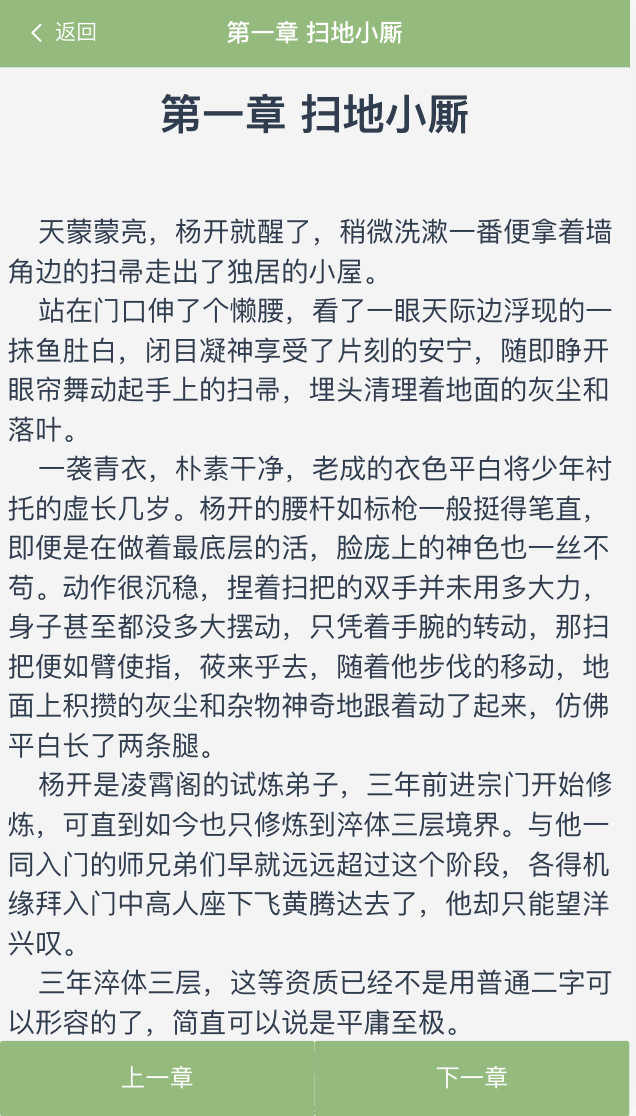 返回
第一章 扫地小厮
第一章 扫地小厮
天蒙蒙亮，杨开就醒了，稍微洗漱一番便拿着墙
角边的扫帚走出了独居的小屋。
站在门口伸了个懒腰，看了一眼天际边浮现的一
抹鱼肚白，闭目凝神享受了片刻的安宁，随即睁开
眼帘舞动起手上的扫帚，埋头清理着地面的灰尘和
落叶。
一袭青衣，朴素干净，老成的衣色平白将少年衬
托的虚长几岁。杨开的腰杆如标枪一般挺得笔直，
即便是在做着最底层的活，脸庞上的神色也一丝不
苟。动作很沉稳，捏着扫把的双手并未用多大力，
身子甚至都没多大摆动，只凭着手腕的转动，那扫
把便如臂使指，莜来乎去，随着他步伐的移动，地
面上积攒的灰尘和杂物神奇地跟着动了起来，仿佛
平白长了两条腿。
杨开是凌霄阁的试炼弟子，三年前进宗门开始修
炼，可直到如今也只修炼到淬体三层境界。与他一
同入门的师兄弟们早就远远超过这个阶段，各得机
缘拜入门中高人座下飞黄腾达去了，他却只能望洋
兴叹。
三年淬体三层，这等资质已经不是用普通二字可
以形容的了，简直可以说是平庸至极。
上一章
下一章